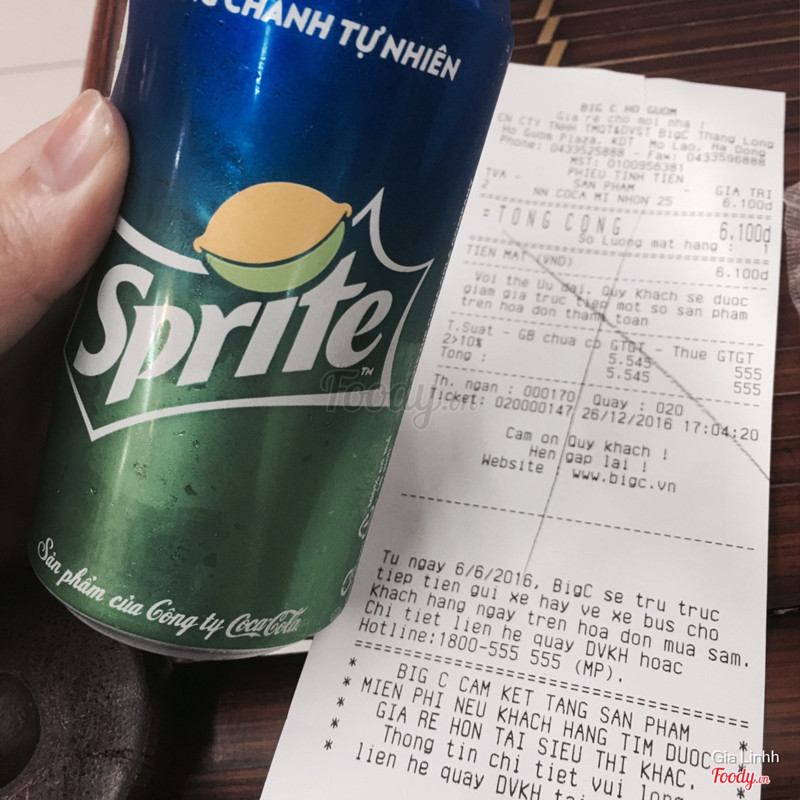 CHANH TỰ NHIÊN
Sprite
TM
Sản phẩm của Công ty Coca-Cola
BIG C HO GUOM
Gia re cho moi nha !
CN CTY TNHH TMQT&DVST BigC Thang Long
Ho Guom Plaza, KDT Mo Lao, Ha Dong
Phone: 0433525888 - Fax: 0433596888
MST: 0100956381
PHIEU TINH TIEN
TVA - SAN PHAM - GIA TRI
2 NN COCA MI NHON 25 6.100d
= TONG CONG 6.100d
So Luong mat hang : 1
TIEN MAT (VND) 6.100d
Voi the Uu dai, Quy Khach se duoc
giam gia truc tiep mot so san pham
tren hoa don thanh toan
T.Suat - GB chua co GTGT - Thue GTGT
2>10% 5.545 555
Tong : 5.545 555
Th. ngan : 000170 Quay : 020
Ticket: 020000147 26/12/2016 17:04:20
Cam on Quy khach !
Hen gap lai !
Website : www.bigc.vn
Tu ngay 6/6/2016, BigC se tru truc
tiep tien gui xe hay ve xe bus cho
Khach hang ngay tren hoa don mua sam.
Chi tiet lien he quay DVKH hoac
Hotline:1800-555 555 (MP).
* BIG C CAM KET TANG SAN PHAM
* MIEN PHI NEU KHACH HANG TIM DUOC *
* GIA RE HON TAI SIEU THI KHAC.
* Thong tin chi tiet vui long
* lien he quay DVKH
Foody.vn
Gia Linhh
Foody.vn